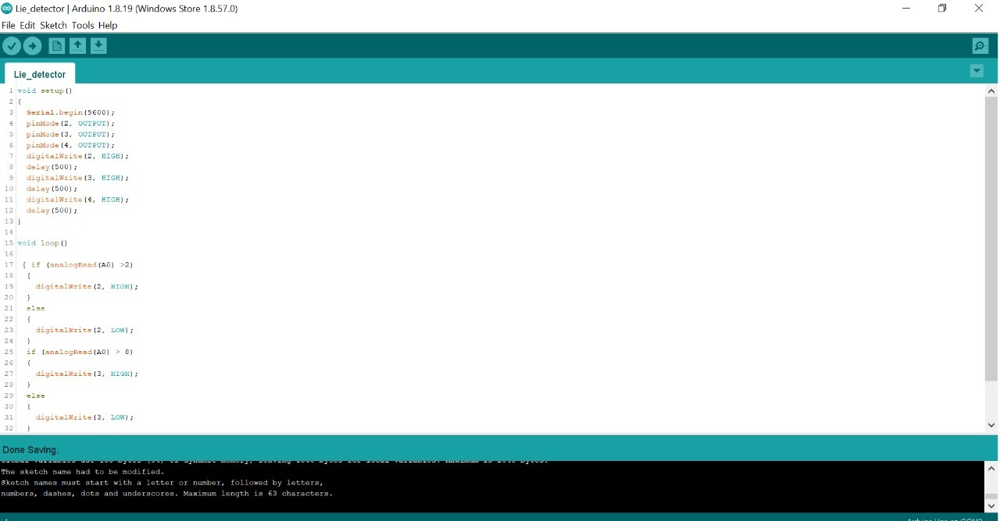 Lie_detector | Arduino 1.8.19 (Windows Store 1.8.57.0)
File Edit Sketch Tools Help
Lie_detector
1 void setup()
2 {
3 Serial.begin(9600);
4 pinMode(2, OUTPUT);
5 pinMode(3, OUTPUT);
6 pinMode(4, OUTPUT);
7 digitalWrite(2, HIGH);
8 delay(500);
9 digitalWrite(3, HIGH);
10 delay(500);
11 digitalWrite(4, HIGH);
12 delay(500);
13 }
14
15 void loop()
16
17 { if (analogRead(A0) >2)
18 {
19 digitalWrite(2, HIGH);
20 }
21 else
22 {
23 digitalWrite(2, LOW);
24 }
25 if (analogRead(A0) > 8)
26 {
27 digitalWrite(3, HIGH);
28 }
29 else
30 {
31 digitalWrite(3, LOW);
32 }
Done Saving.
The sketch name had to be modified.
Sketch names must start with a letter or number, followed by letters,
numbers, dashes, dots and underscores. Maximum length is 63 characters.